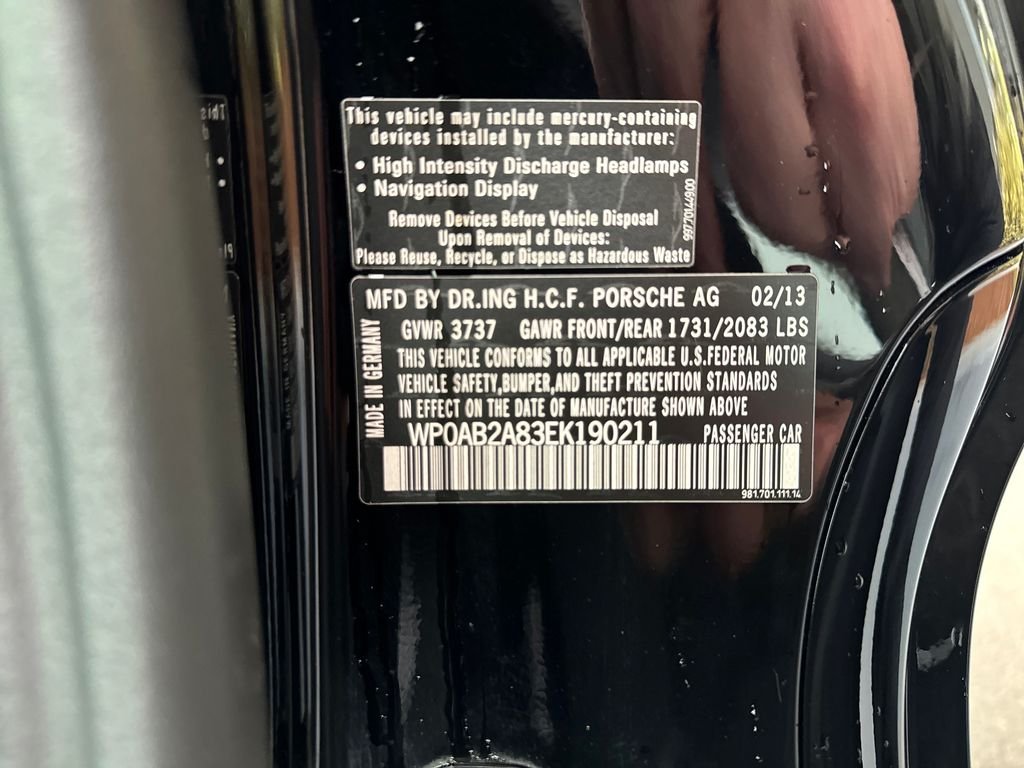 This vehicle may include mercury-containing
devices installed by the manufacturer:
• High Intensity Discharge Headlamps
• Navigation Display
Remove Devices Before Vehicle Disposal
Upon Removal of Devices:
Please Reuse, Recycle, or Dispose as Hazardous Waste
MFD BY DR.ING H.C.F. PORSCHE AG 02/13
GVWR 3737 GAWR FRONT/REAR 1731/2083 LBS
THIS VEHICLE CONFORMS TO ALL APPLICABLE U.S.FEDERAL MOTOR
VEHICLE SAFETY,BUMPER,AND THEFT PREVENTION STANDARDS
IN EFFECT ON THE DATE OF MANUFACTURE SHOWN ABOVE
WP0AB2A83EK190211 PASSENGER CAR
981.701.111.14
MADE IN GERMANY